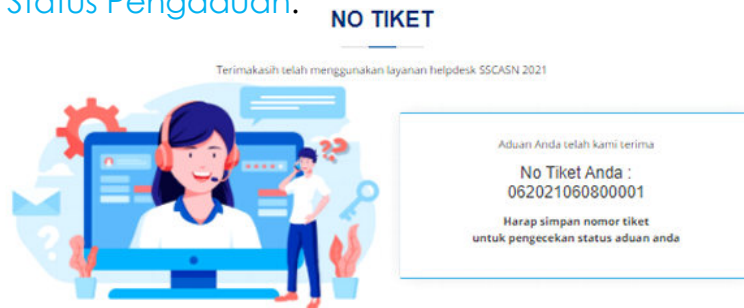 Status Pengaduan.
NO TIKET
Terimakasih telah menggunakan layanan helpdesk SSCASN 2021
Aduan Anda telah kami terima
No Tiket Anda :
062021060800001
Harap simpan nomor tiket
untuk pengecekan status aduan anda